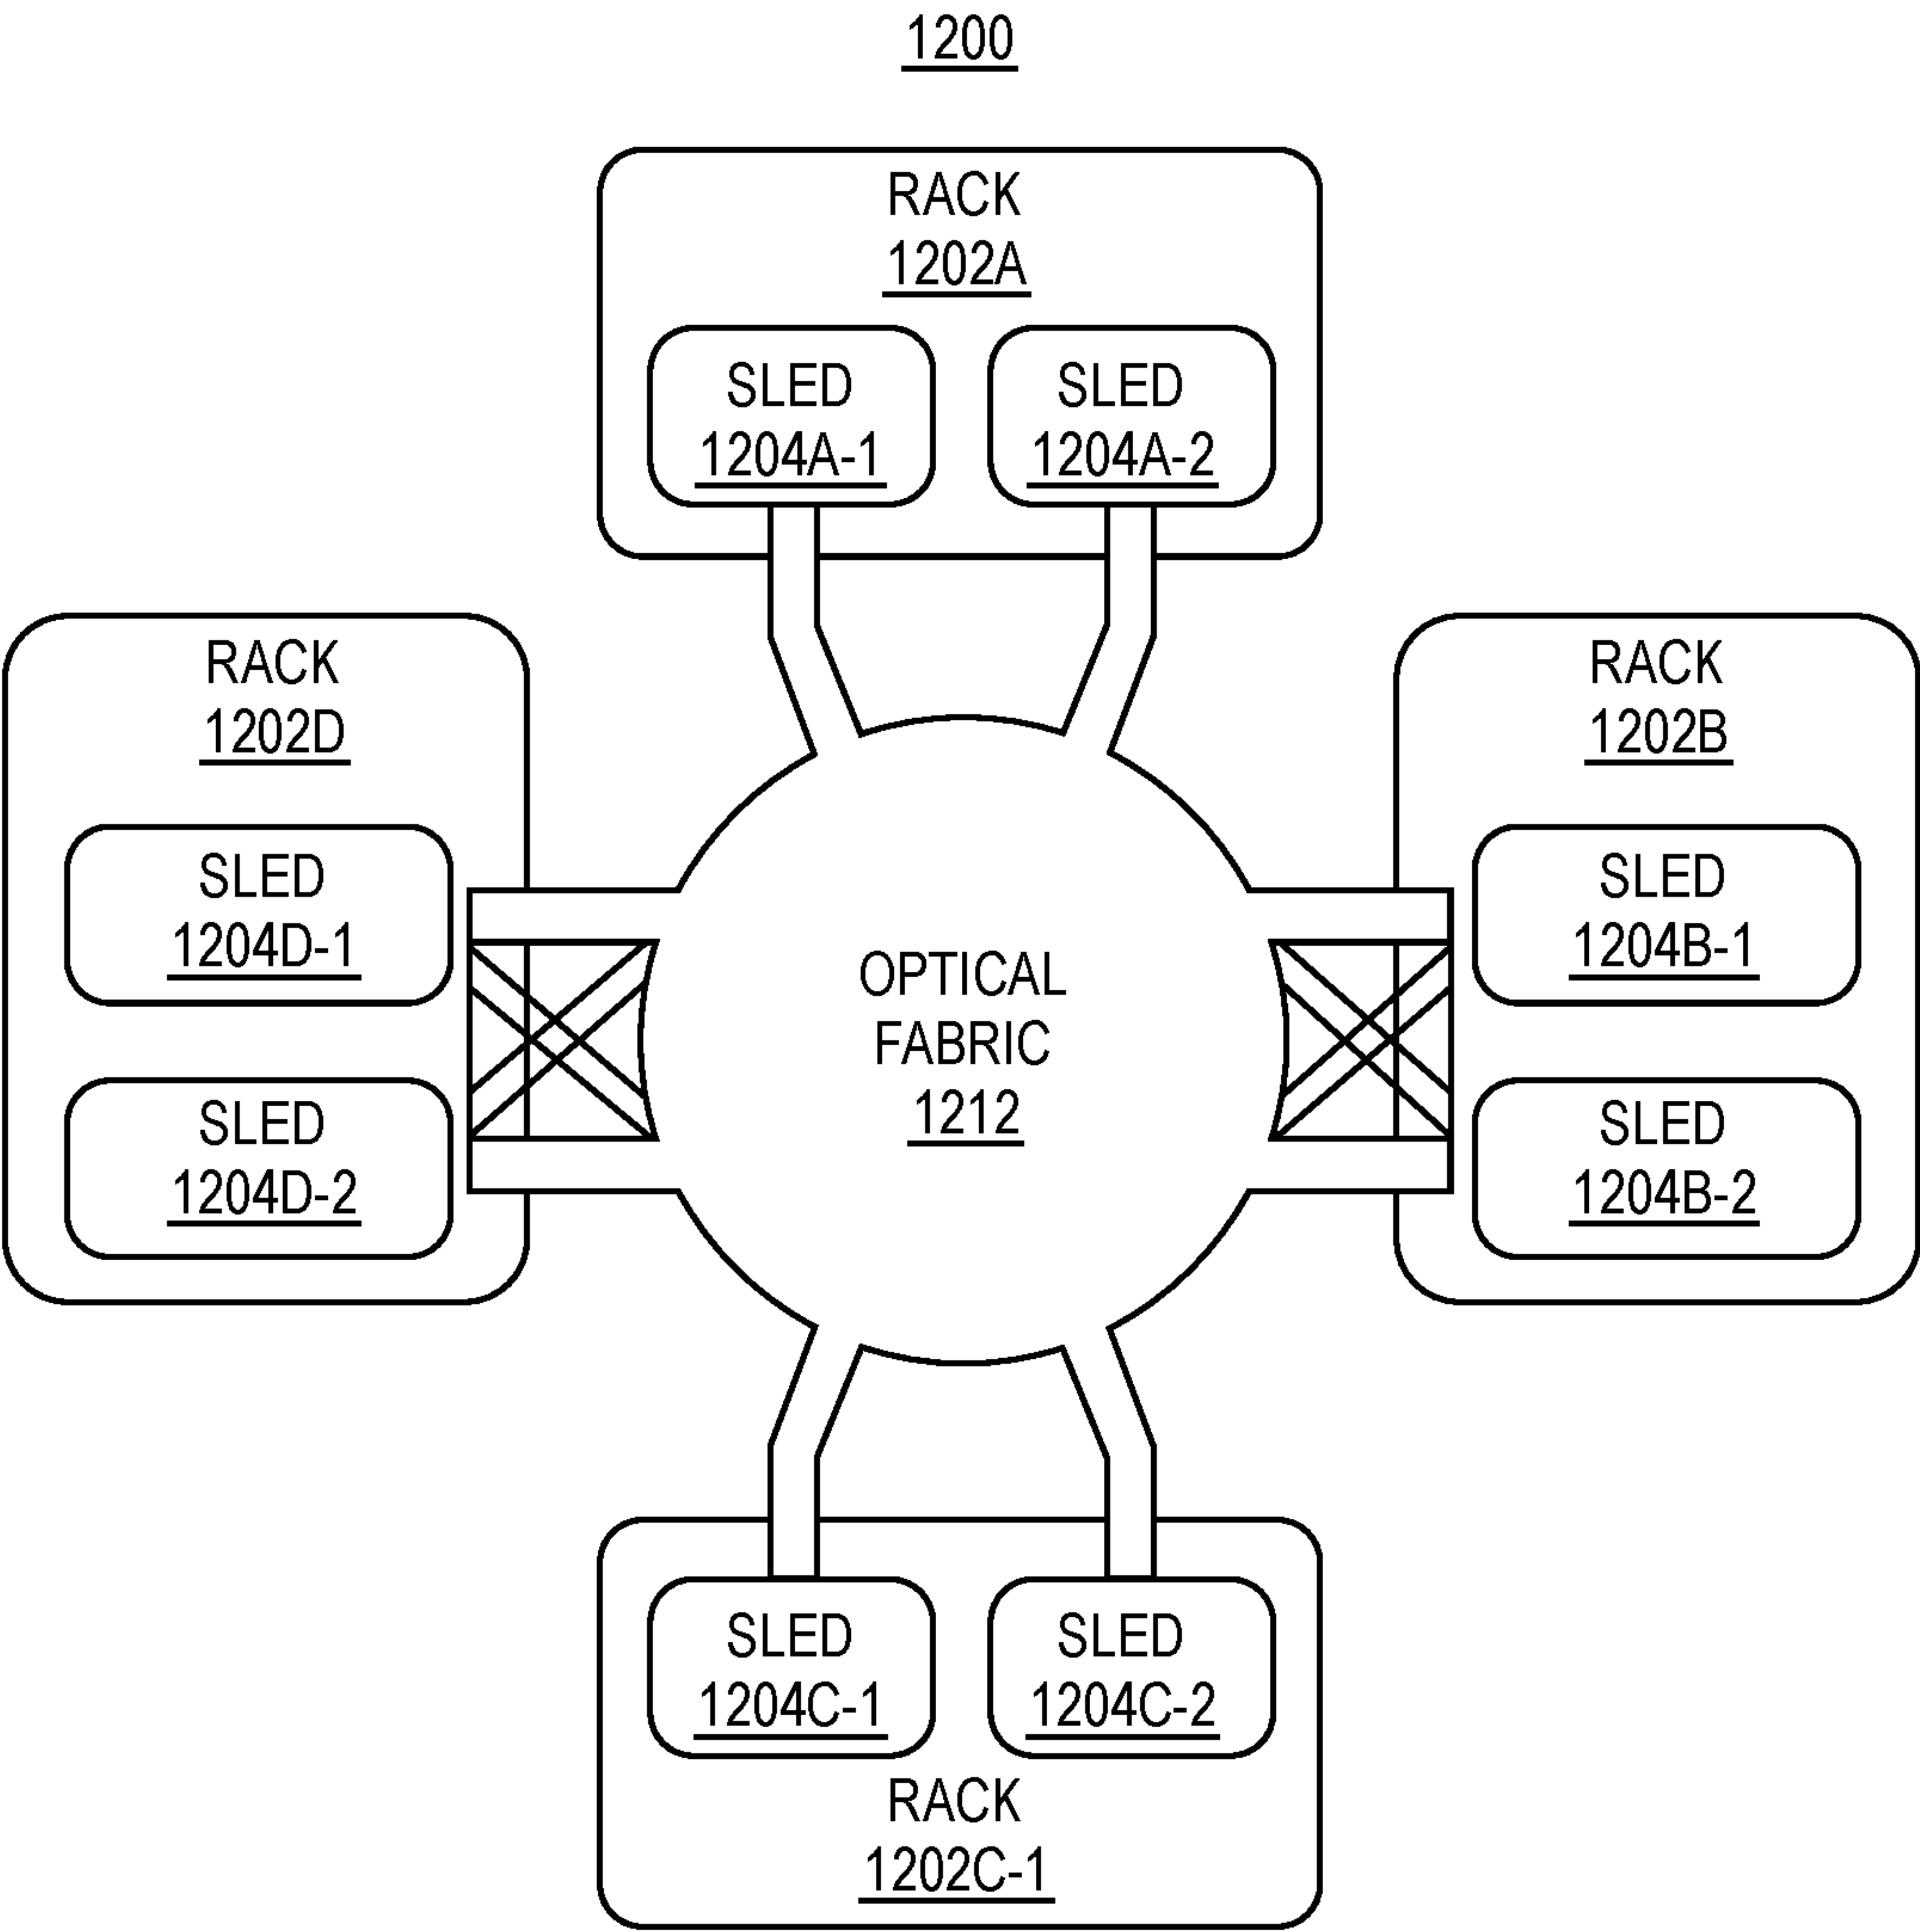 1200
RACK
1202A
SLED
1204A-1
SLED
1204A-2
RACK
1202D
SLED
1204D-1
SLED
1204D-2
OPTICAL
FABRIC
1212
RACK
1202B
SLED
1204B-1
SLED
1204B-2
SLED
1204C-1
SLED
1204C-2
RACK
1202C-1